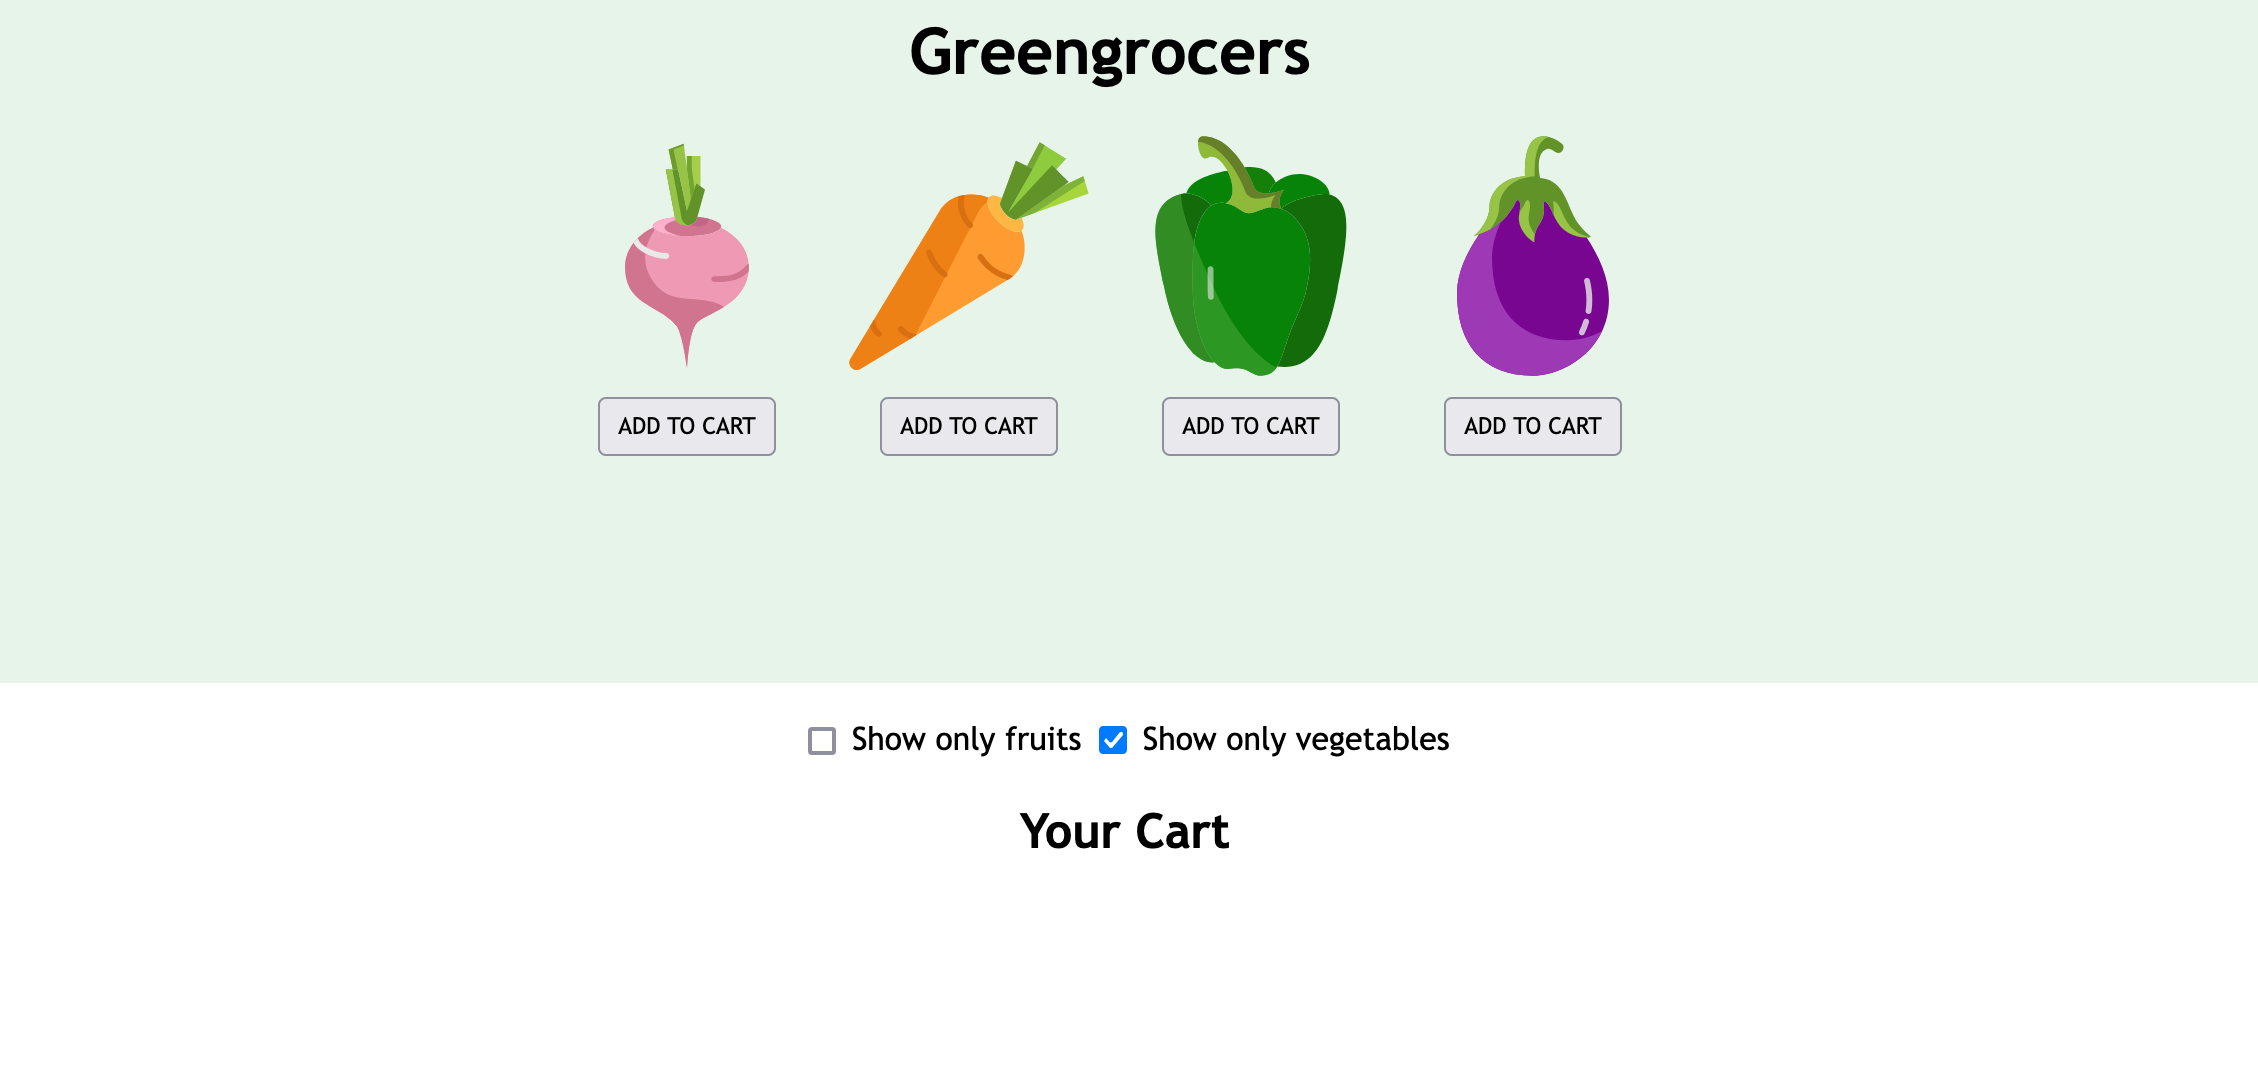 Greengrocers
ADD TO CART ADD TO CART ADD TO CART ADD TO CART
Show only fruits Show only vegetables
Your Cart